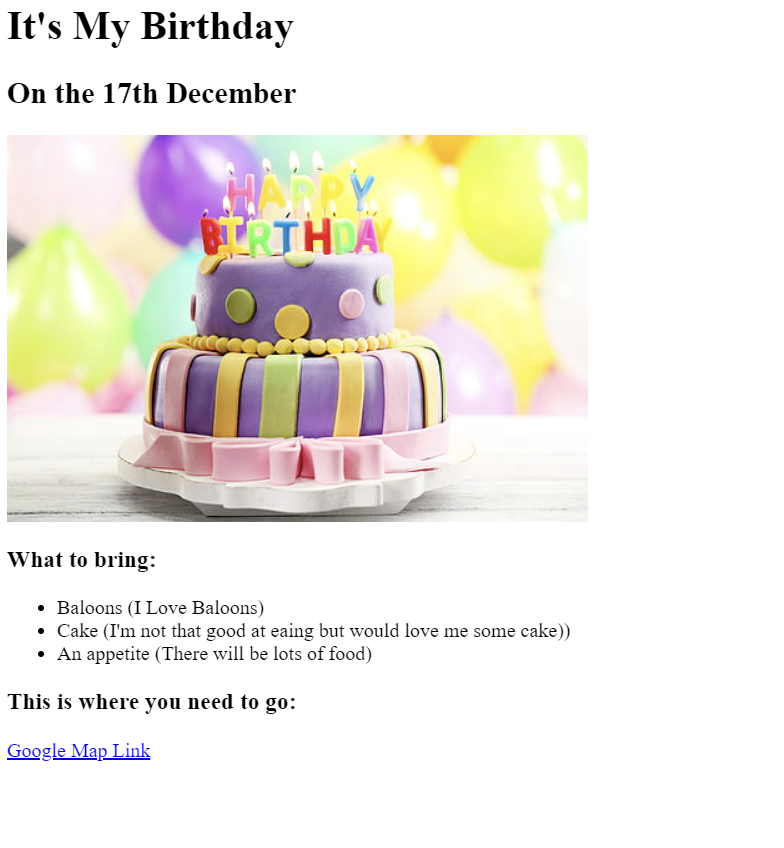 It's My Birthday
On the 17th December
HAPPY
BIRTHDAY
What to bring:
Baloons (I Love Baloons)
Cake (I'm not that good at eaing but would love me some cake))
An appetite (There will be lots of food)
This is where you need to go:
Google Map Link